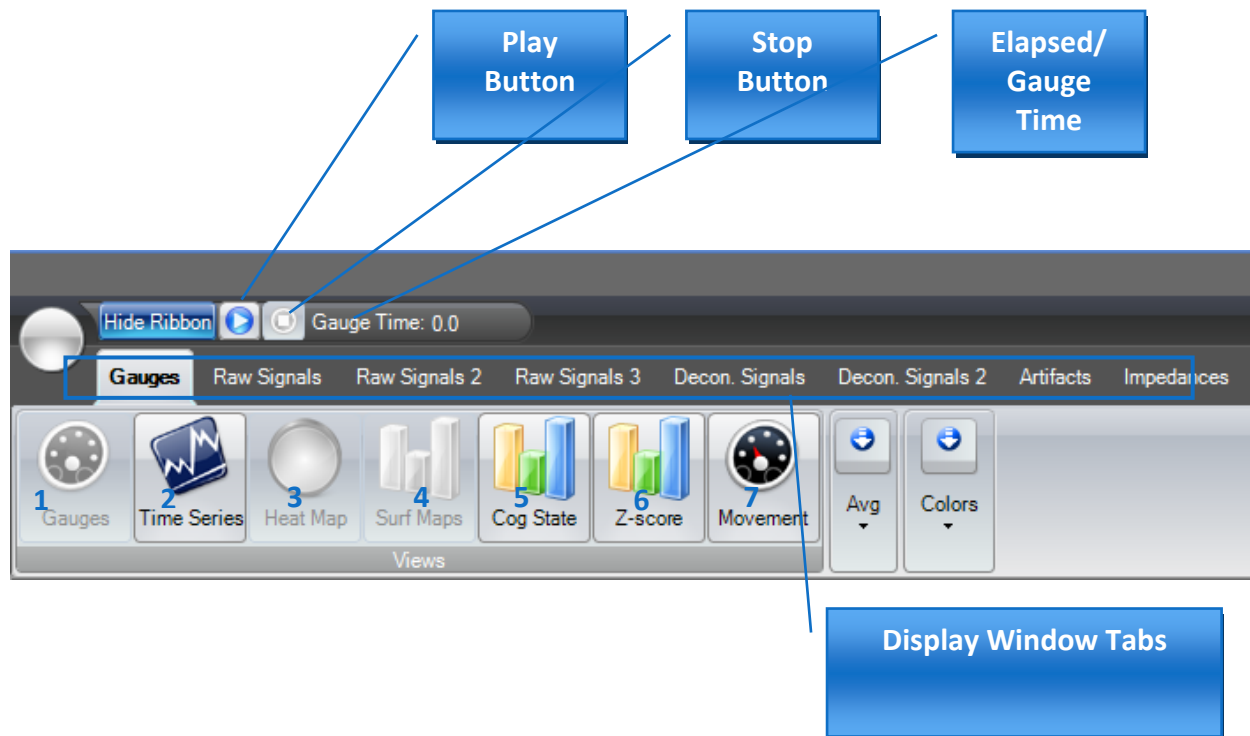 Play
Button
Stop
Button
Elapsed/
Gauge
Time
Hide Ribbon Gauge Time: 0.0
Gauges Raw Signals Raw Signals 2 Raw Signals 3 Decon. Signals Decon. Signals 2 Artifacts Impedances
1 2 3 4 5 6 7
Gauges Time Series Heat Map Surf Maps Cog State Z-score Movement Avg Colors
Views
Display Window Tabs